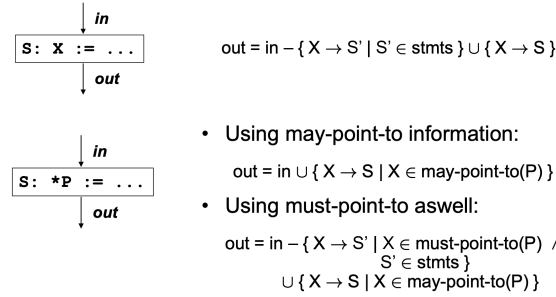 in
S: X := ...
out = in – { X → S' | S' ∈ stmts } ∪ { X → S }
out
• Using may-point-to information:
in
out = in ∪ { X → S | X ∈ may-point-to(P) }
S: *P := ...
• Using must-point-to aswell:
out
out = in – { X → S' | X ∈ must-point-to(P)
S' ∈ stmts }
∪ { X → S | X ∈ may-point-to(P) }